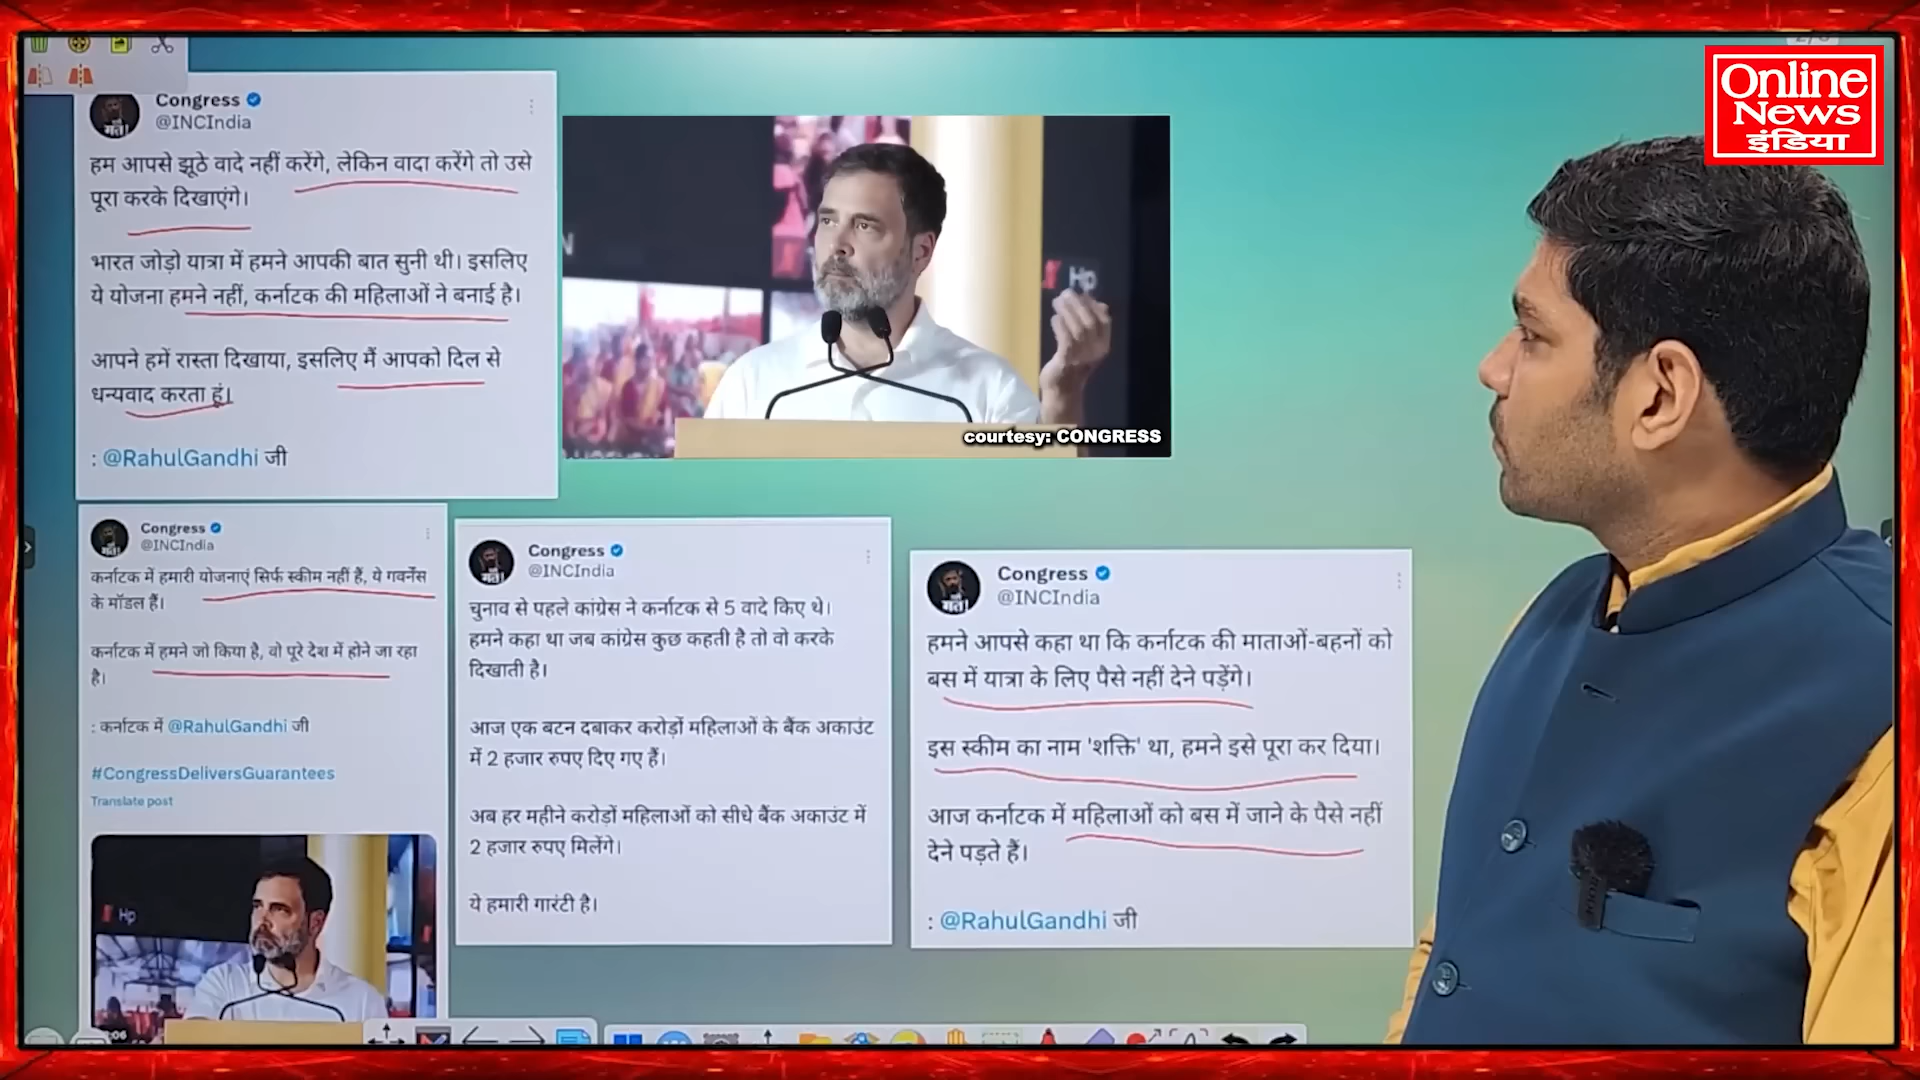 Online
News
इंडिया
Congress
@INCIndia
हम आपसे झूठे वादे नहीं करेंगे, लेकिन वादा करेंगे तो उसे
पूरा करके दिखाएंगे।
भारत जोड़ो यात्रा में हमने आपकी बात सुनी थी। इसलिए
ये योजना हमने नहीं, कर्नाटक की महिलाओं ने बनाई है।
आपने हमें रास्ता दिखाया, इसलिए मैं आपको दिल से
धन्यवाद करता हूं।
: @RahulGandhi जी
Hp
courtesy: CONGRESS
Congress
@INCIndia
कर्नाटक में हमारी योजनाएं सिर्फ स्कीम नहीं हैं, ये गवर्नेंस
के मॉडल हैं।
कर्नाटक में हमने जो किया है, वो पूरे देश में होने जा रहा
है।
: कर्नाटक में @RahulGandhi जी
#CongressDeliversGuarantees
Translate post
Hp
Congress
@INCIndia
चुनाव से पहले कांग्रेस ने कर्नाटक से 5 वादे किए थे।
हमने कहा था जब कांग्रेस कुछ कहती है तो वो करके
दिखाती है।
आज एक बटन दबाकर करोड़ों महिलाओं के बैंक अकाउंट
में 2 हजार रुपए दिए गए हैं।
अब हर महीने करोड़ों महिलाओं को सीधे बैंक अकाउंट में
2 हजार रुपए मिलेंगे।
ये हमारी गारंटी है।
Congress
@INCIndia
हमने आपसे कहा था कि कर्नाटक की माताओं-बहनों को
बस में यात्रा के लिए पैसे नहीं देने पड़ेंगे।
इस स्कीम का नाम 'शक्ति' था, हमने इसे पूरा कर दिया।
आज कर्नाटक में महिलाओं को बस में जाने के पैसे नहीं
देने पड़ते हैं।
: @RahulGandhi जी